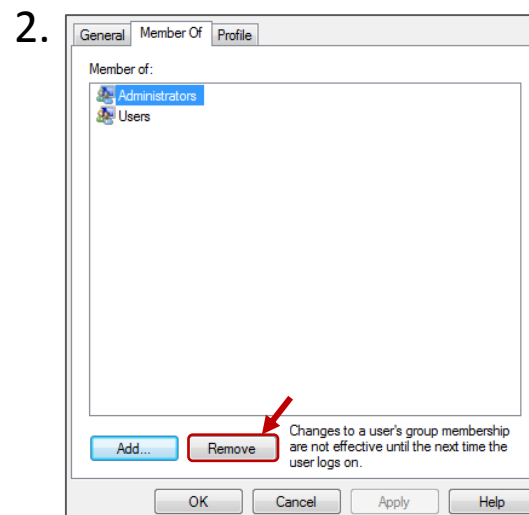 2.
General Member Of Profile
Member of:
Administrators
Users
Add... Remove
Changes to a user's group membership
are not effective until the next time the
user logs on.
OK Cancel Apply Help